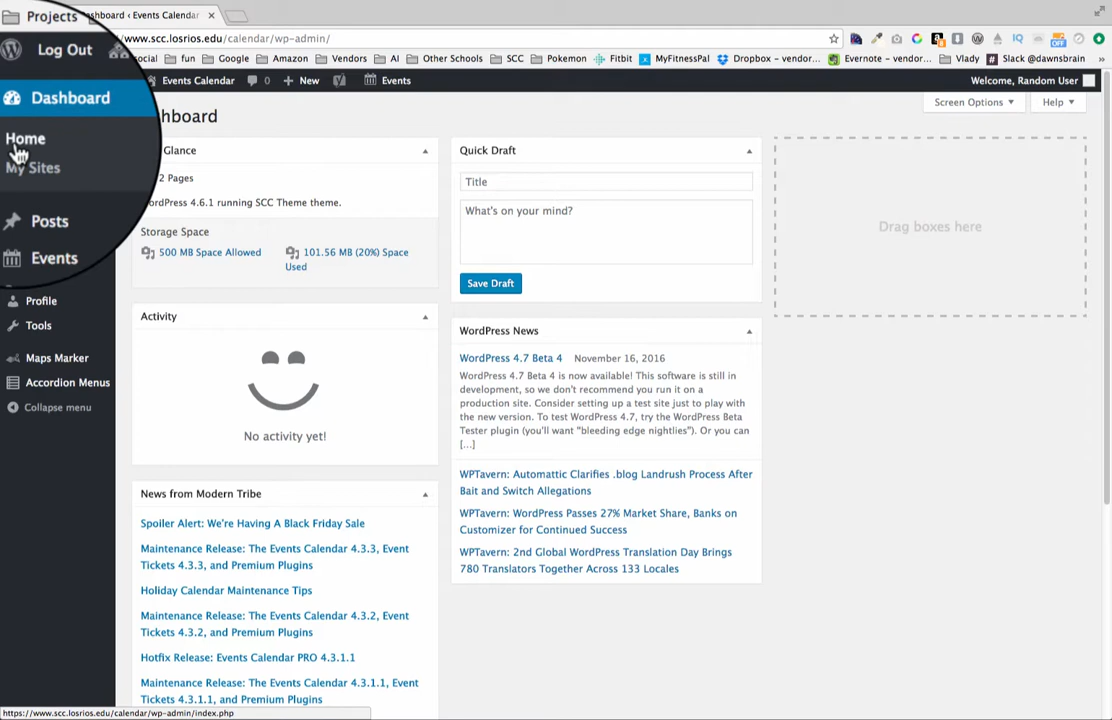 Projects
Dashboard ‹ Events Calendar
www.scc.losrios.edu/calendar/wp-admin/
social
fun
Google
Amazon
Vendors
AI
Other Schools
SCC
Pokemon
Fitbit
MyFitnessPal
Dropbox – vendor...
Evernote – vendor...
Vlady
Slack @dawnsbrain
»
Log Out
Events Calendar
0
New
Events
Welcome, Random User
Dashboard
Home
My Sites
Posts
Events
Profile
Tools
Maps Marker
Accordion Menus
Collapse menu
hboard
Screen Options
Help
Glance
2 Pages
ordPress 4.6.1 running SCC Theme theme.
Storage Space
500 MB Space Allowed
101.56 MB (20%) Space
Used
Activity
No activity yet!
News from Modern Tribe
Spoiler Alert: We're Having A Black Friday Sale
Maintenance Release: The Events Calendar 4.3.3, Event
Tickets 4.3.3, and Premium Plugins
Holiday Calendar Maintenance Tips
Maintenance Release: The Events Calendar 4.3.2, Event
Tickets 4.3.2, and Premium Plugins
Hotfix Release: Events Calendar PRO 4.3.1.1
Maintenance Release: The Events Calendar 4.3.1.1, Event
Tickets 4.3.1.1, and Premium Plugins
Quick Draft
Title
What's on your mind?
Save Draft
WordPress News
WordPress 4.7 Beta 4 November 16, 2016
WordPress 4.7 Beta 4 is now available! This software is still in
development, so we don't recommend you run it on a
production site. Consider setting up a test site just to play with
the new version. To test WordPress 4.7, try the WordPress Beta
Tester plugin (you'll want "bleeding edge nightlies"). Or you can
[...]
WPTavern: Automattic Clarifies .blog Landrush Process After
Bait and Switch Allegations
WPTavern: WordPress Passes 27% Market Share, Banks on
Customizer for Continued Success
WPTavern: 2nd Global WordPress Translation Day Brings
780 Translators Together Across 133 Locales
Drag boxes here
https://www.scc.losrios.edu/calendar/wp-admin/index.php